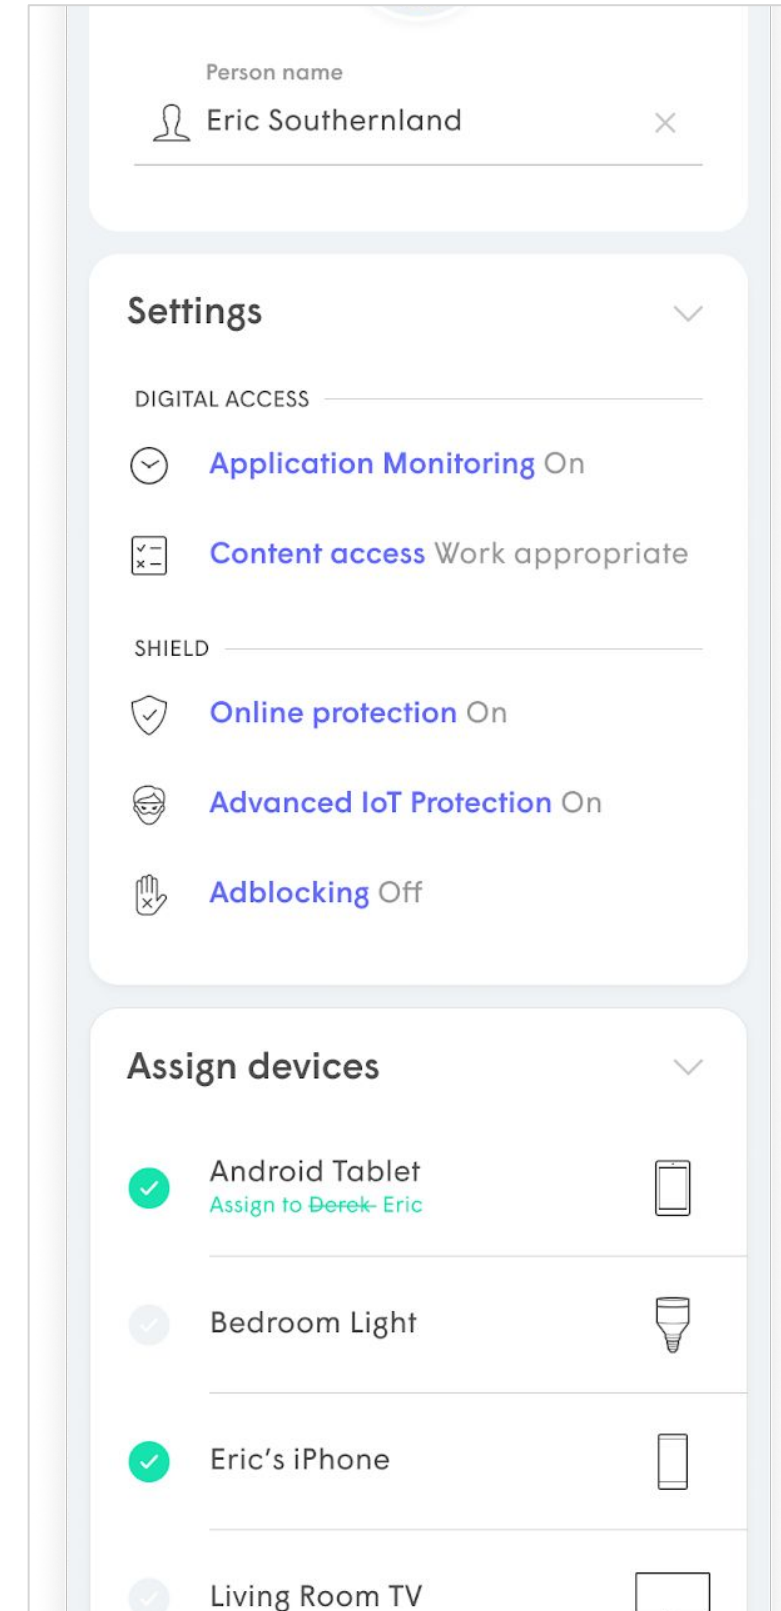 Person name
Eric Southernland
Settings
DIGITAL ACCESS
Application Monitoring On
Content access Work appropriate
SHIELD
Online protection On
Advanced IoT Protection On
Adblocking Off
Assign devices
Android Tablet
Assign to Derek Eric
Bedroom Light
Eric’s iPhone
Living Room TV